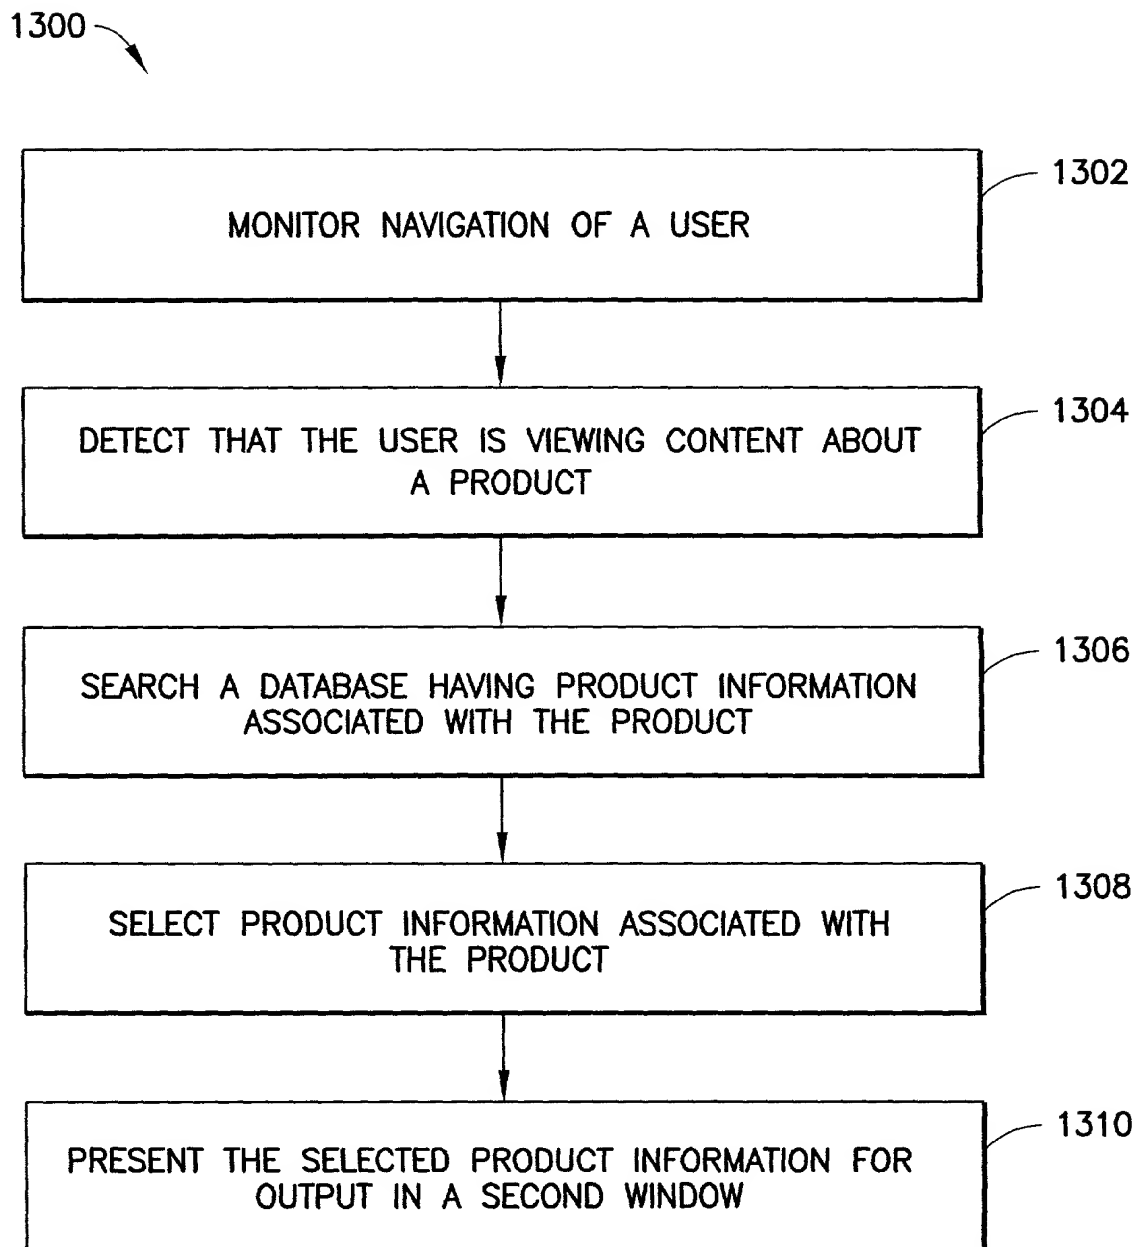 1300
MONITOR NAVIGATION OF A USER
1302
DETECT THAT THE USER IS VIEWING CONTENT ABOUT
A PRODUCT
1304
SEARCH A DATABASE HAVING PRODUCT INFORMATION
ASSOCIATED WITH THE PRODUCT
1306
SELECT PRODUCT INFORMATION ASSOCIATED WITH
THE PRODUCT
1308
PRESENT THE SELECTED PRODUCT INFORMATION FOR
OUTPUT IN A SECOND WINDOW
1310